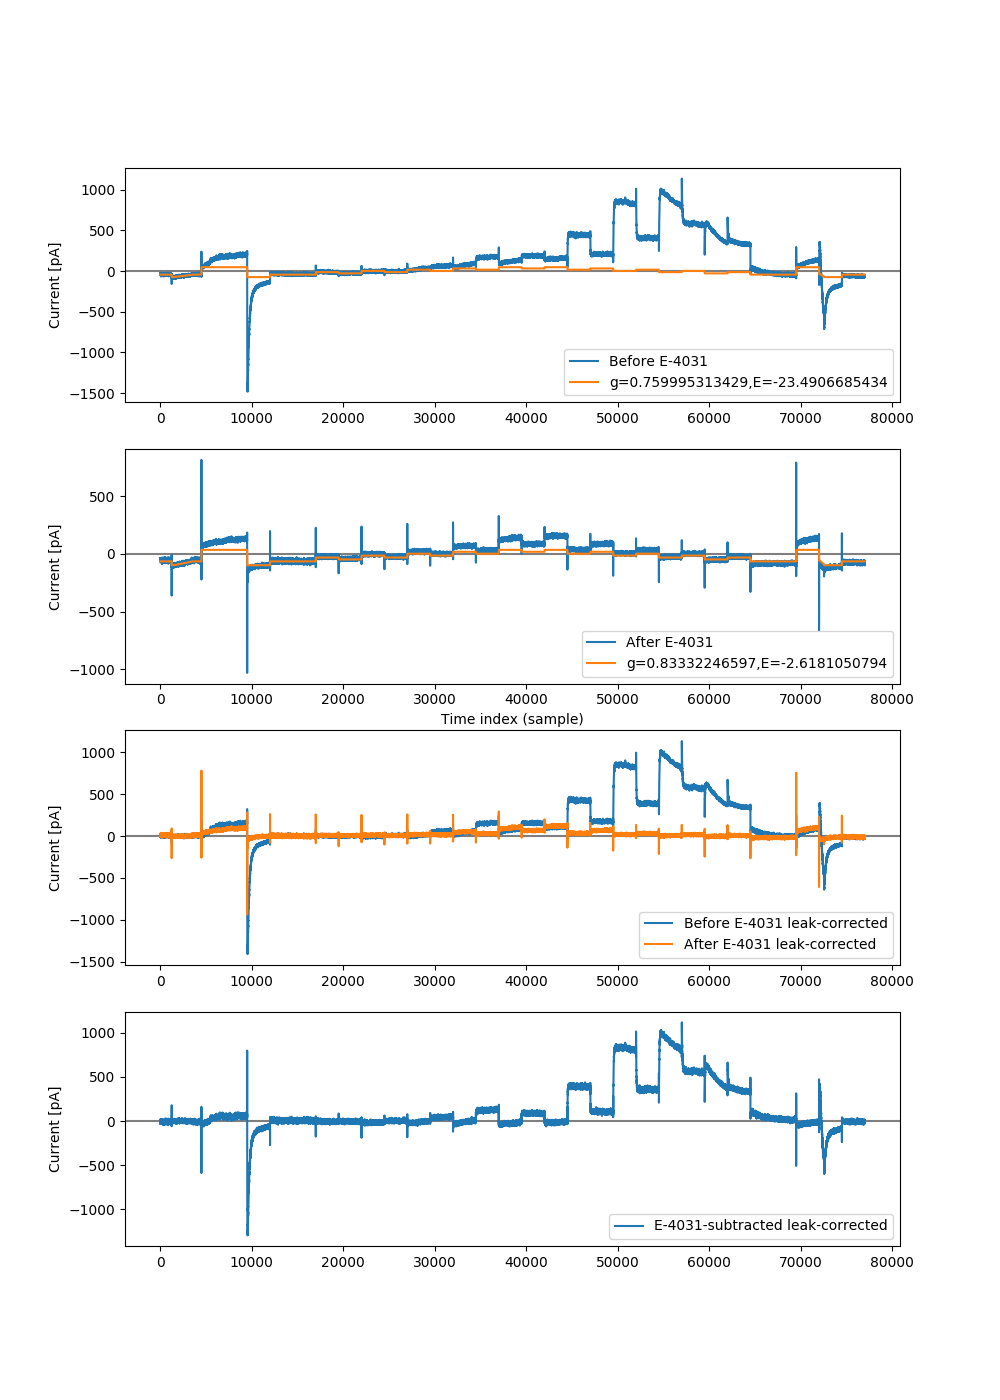 1000
500
0
−500
−1000
−1500
Current [pA]
Before E-4031
g=0.759995313429,E=-23.4906685434
0 10000 20000 30000 40000 50000 60000 70000 80000
500
0
−500
−1000
Current [pA]
After E-4031
g=0.83332246597,E=-2.6181050794
0 10000 20000 30000 40000 50000 60000 70000 80000
Time index (sample)
1000
500
0
−500
−1000
−1500
Current [pA]
Before E-4031 leak-corrected
After E-4031 leak-corrected
0 10000 20000 30000 40000 50000 60000 70000 80000
1000
500
0
−500
−1000
Current [pA]
E-4031-subtracted leak-corrected
0 10000 20000 30000 40000 50000 60000 70000 80000